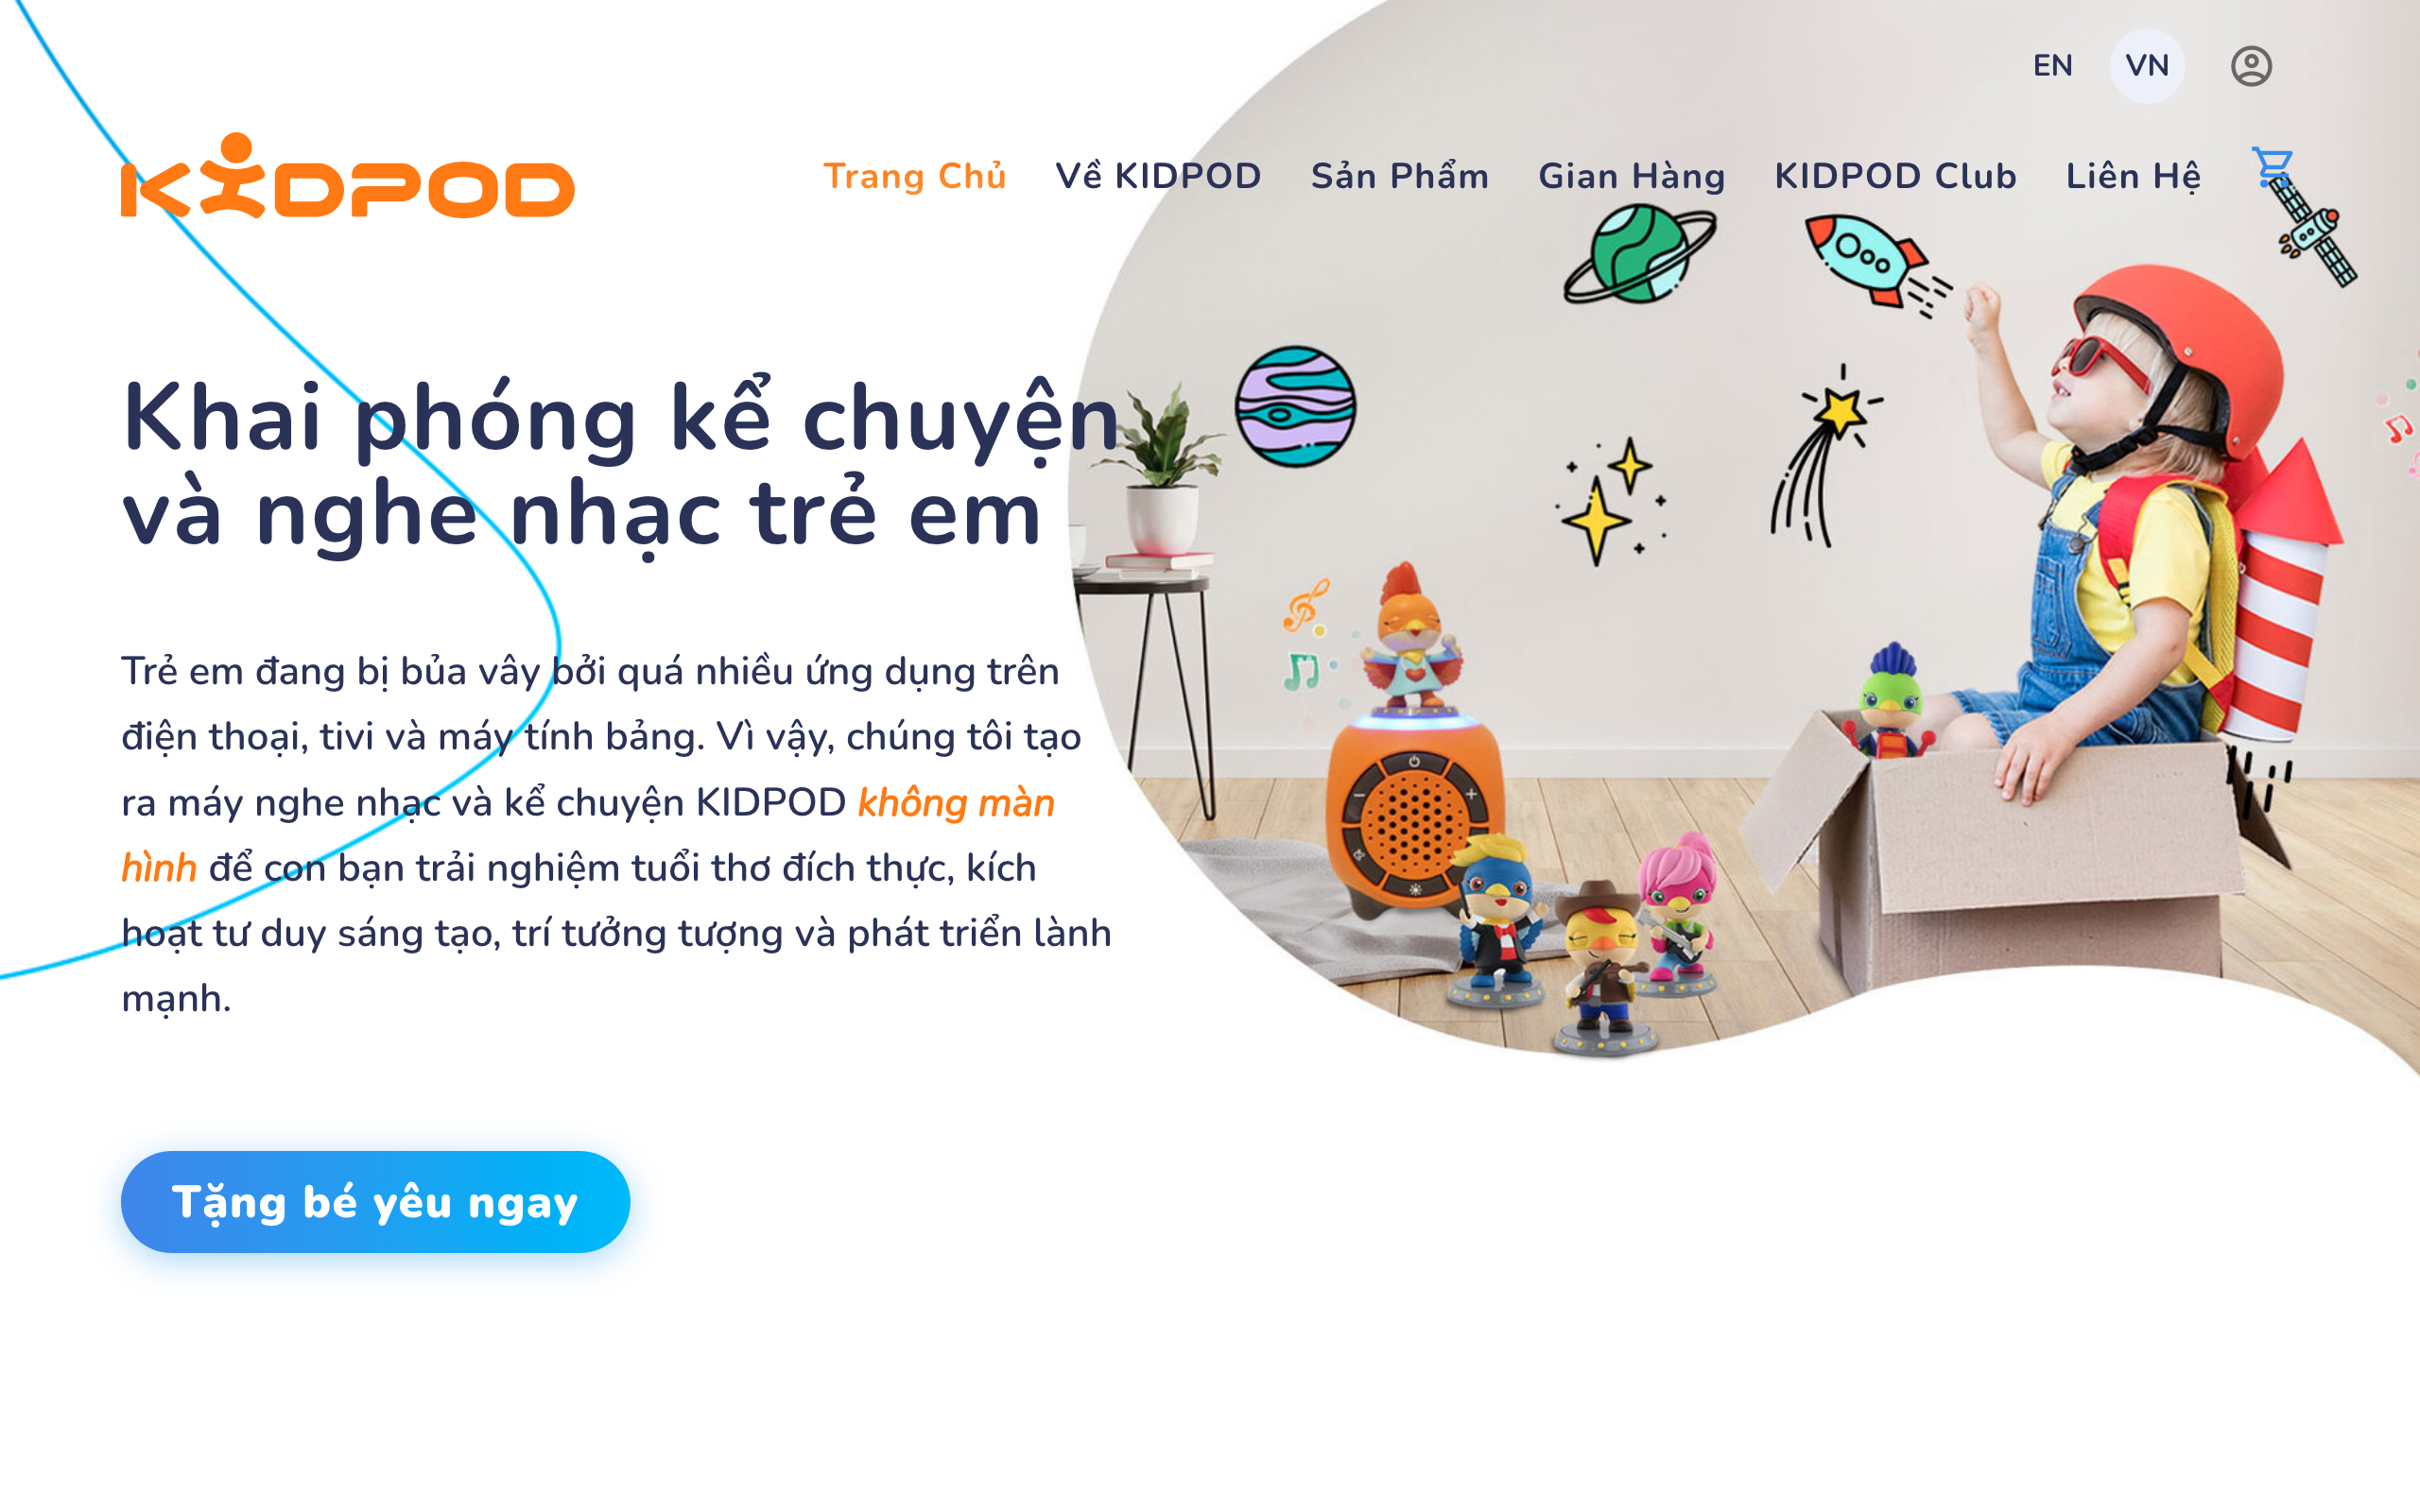 EN VN
KIDPOD
Trang Chủ Về KIDPOD Sản Phẩm Gian Hàng KIDPOD Club Liên Hệ
Khai phóng kể chuyện
và nghe nhạc trẻ em
Trẻ em đang bị bủa vây bởi quá nhiều ứng dụng trên
điện thoại, tivi và máy tính bảng. Vì vậy, chúng tôi tạo
ra máy nghe nhạc và kể chuyện KIDPOD không màn
hình để con bạn trải nghiệm tuổi thơ đích thực, kích
hoạt tư duy sáng tạo, trí tưởng tượng và phát triển lành
mạnh.
Tặng bé yêu ngay